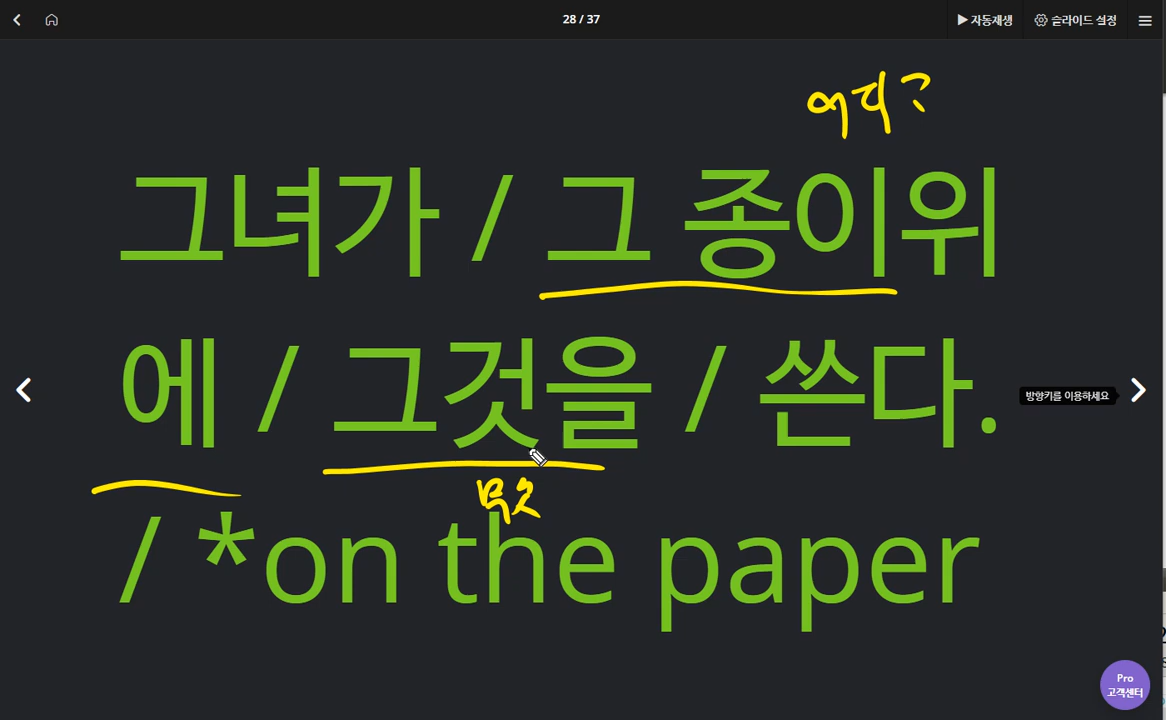 28 / 37
▶ 자동재생
슬라이드 설정
어디?
그녀가 / 그 종이위
에 / 그것을 / 쓴다.
방향키를 이용하세요
/ *on the paper
Pro
고객센터